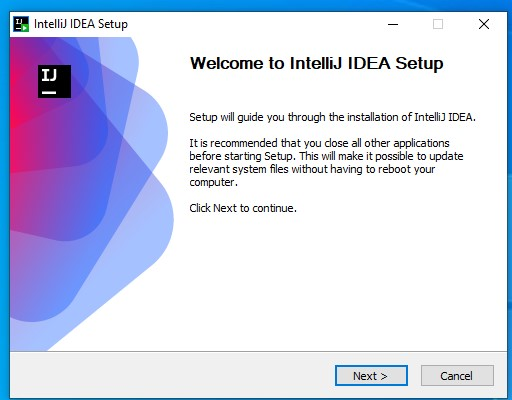 IntelliJ IDEA Setup
IJ
Welcome to IntelliJ IDEA Setup
Setup will guide you through the installation of IntelliJ IDEA.
It is recommended that you close all other applications
before starting Setup. This will make it possible to update
relevant system files without having to reboot your
computer.
Click Next to continue.
Next >
Cancel